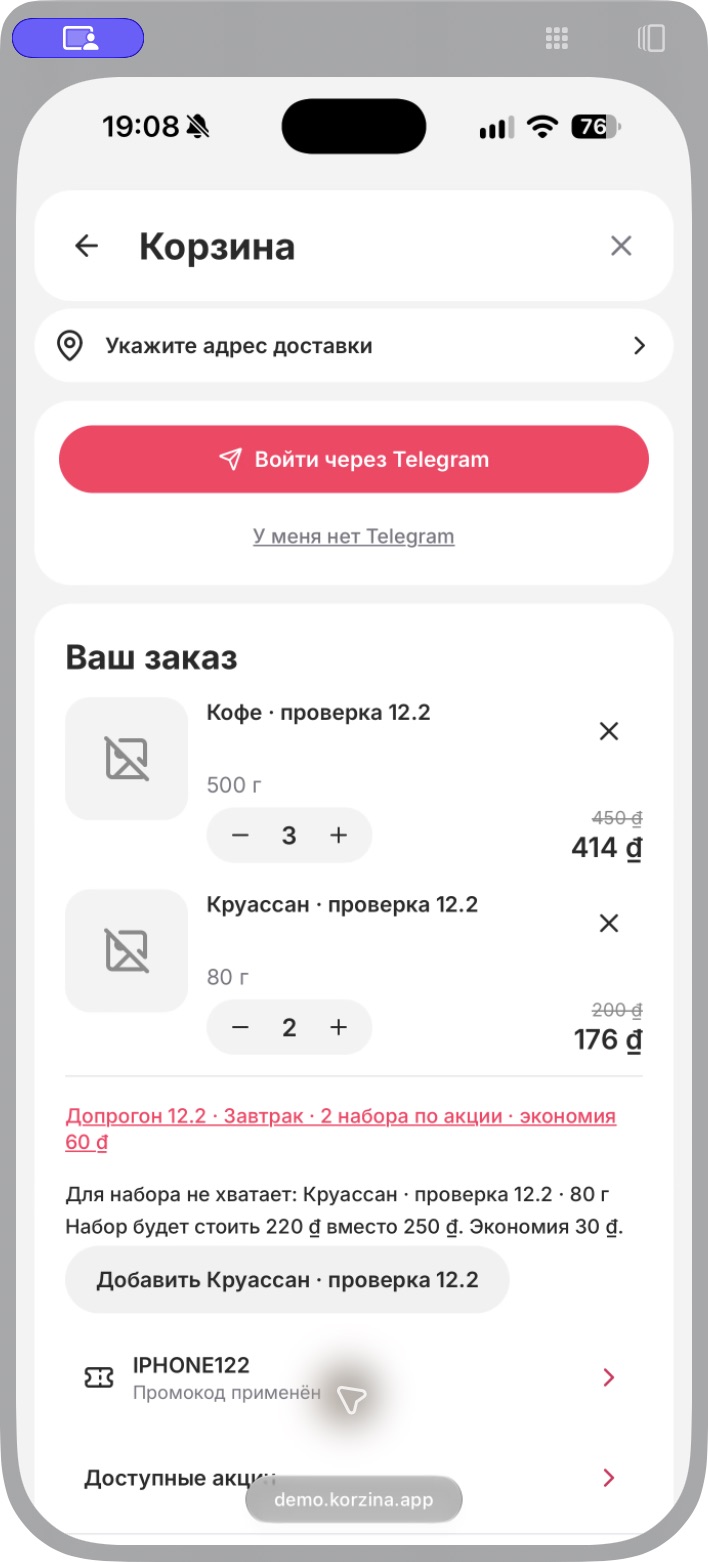 19:08
76
Корзина
Укажите адрес доставки
Войти через Telegram
У меня нет Telegram
Ваш заказ
Кофе · проверка 12.2
500 г
3
450 ₫
414 ₫
Круассан · проверка 12.2
80 г
2
200 ₫
176 ₫
Допрогон 12.2 · Завтрак · 2 набора по акции · экономия
60 ₫
Для набора не хватает: Круассан · проверка 12.2 · 80 г
Набор будет стоить 220 ₫ вместо 250 ₫. Экономия 30 ₫.
Добавить Круассан · проверка 12.2
IPHONE122
Промокод применён
Доступные акции
demo.korzina.app